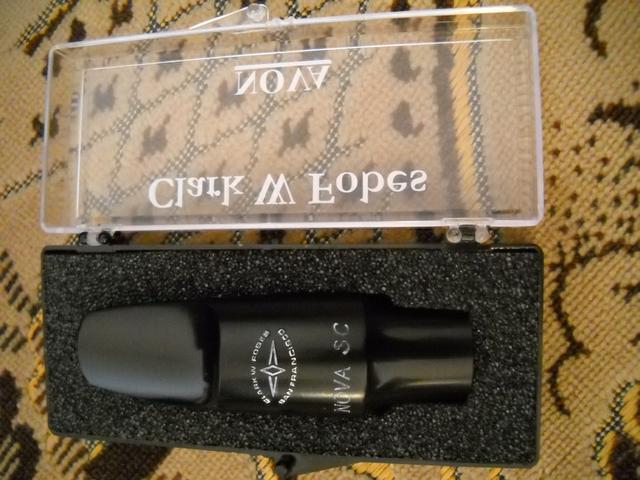 NOVA
Clark W Fobes
CLARK W FOBES
SAN FRANCISCO
NOVA SC